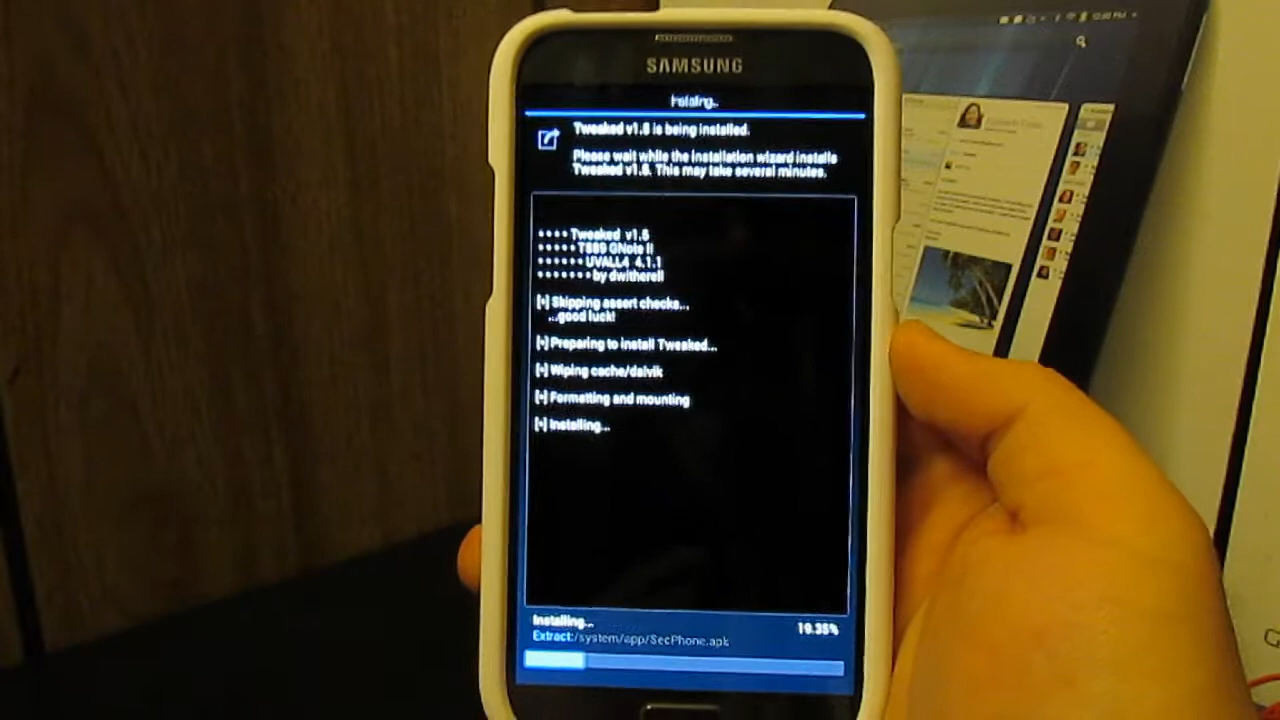 SAMSUNG
Installing..
Tweaked v1.5 is being installed.
Please wait while the installation wizard installs
Tweaked v1.5. This may take several minutes.
**** Tweaked v1.5
***** T889 GNote II
****** UVALL4 4.1.1
******* by dwitherell
[*] Skipping assert checks...
...good luck!
[*] Preparing to install Tweaked...
[*] Wiping cache/dalvik
[*] Formatting and mounting
[*] Installing...
Installing...
19.35%
Extract:/system/app/SecPhone.apk